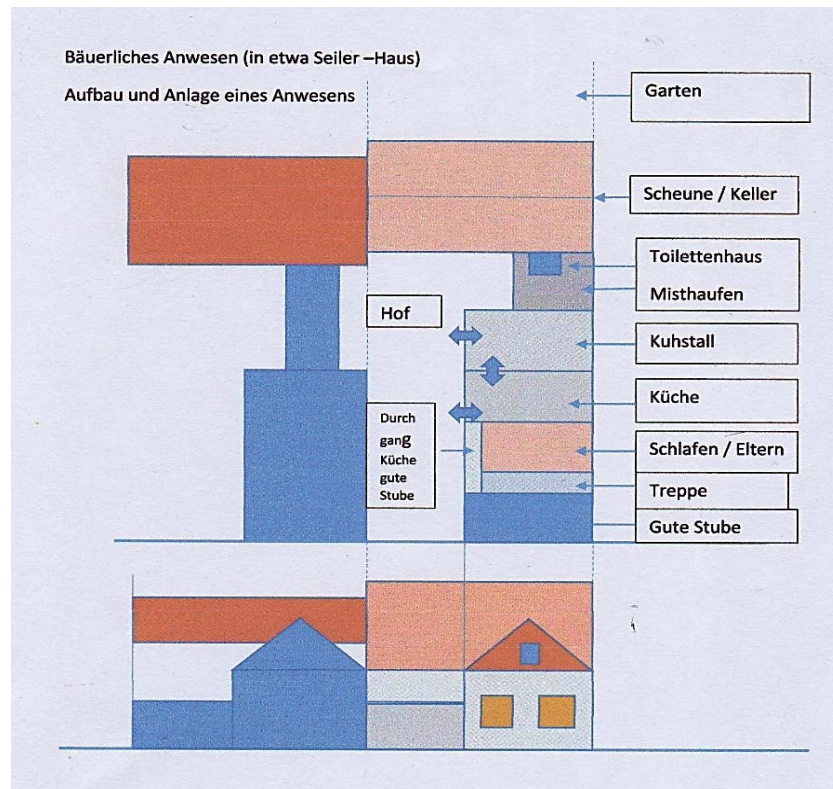 Bäuerliches Anwesen (in etwa Seiler –Haus)
Aufbau und Anlage eines Anwesens
Garten
Scheune / Keller
Toilettenhaus
Misthaufen
Hof
Kuhstall
Küche
Durch
gang
Küche
gute
Stube
Schlafen / Eltern
Treppe
Gute Stube